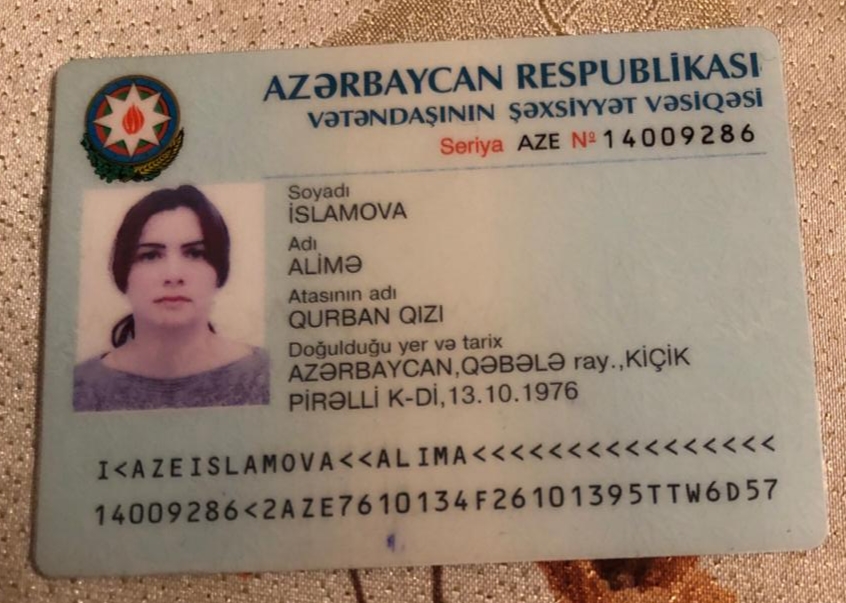 AZƏRBAYCAN RESPUBLİKASI
VƏTƏNDAŞININ ŞƏXSİYYƏT VƏSİQƏSİ
Seriya AZE № 14009286
Soyadı
İSLAMOVA
Adı
ALİMƏ
Atasının adı
QURBAN QIZI
Doğulduğu yer və tarix
AZƏRBAYCAN,QƏBƏLƏ ray.,KİÇİK
PİRƏLLİ K-Dİ,13.10.1976
I<AZEISLAMOVA<<ALIMA<<<<<<<<<<<<<<<<
14009286<2AZE7610134F26101395TTW6D57